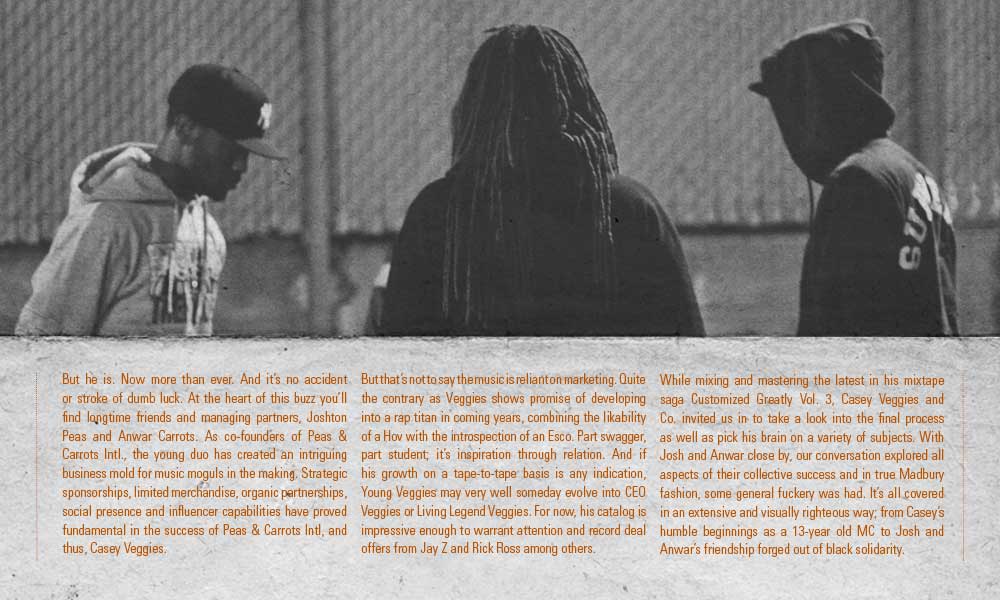 NY
SU
But he is. Now more than ever. And it's no accident
or stroke of dumb luck. At the heart of this buzz you'll
find longtime friends and managing partners, Joshton
Peas and Anwar Carrots. As co-founders of Peas &
Carrots Intl., the young duo has created an intriguing
business mold for music moguls in the making. Strategic
sponsorships, limited merchandise, organic partnerships,
social presence and influencer capabilities have proved
fundamental in the success of Peas & Carrots Intl, and
thus, Casey Veggies.
But that's not to say the music is reliant on marketing. Quite
the contrary as Veggies shows promise of developing
into a rap titan in coming years, combining the likability
of a Hov with the introspection of an Esco. Part swagger,
part student; it's inspiration through relation. And if
his growth on a tape-to-tape basis is any indication,
Young Veggies may very well someday evolve into CEO
Veggies or Living Legend Veggies. For now, his catalog is
impressive enough to warrant attention and record deal
offers from Jay Z and Rick Ross among others.
While mixing and mastering the latest in his mixtape
saga Customized Greatly Vol. 3, Casey Veggies and
Co. invited us in to take a look into the final process
as well as pick his brain on a variety of subjects. With
Josh and Anwar close by, our conversation explored all
aspects of their collective success and in true Madbury
fashion, some general fuckery was had. It's all covered
in an extensive and visually righteous way; from Casey's
humble beginnings as a 13-year old MC to Josh and
Anwar's friendship forged out of black solidarity.